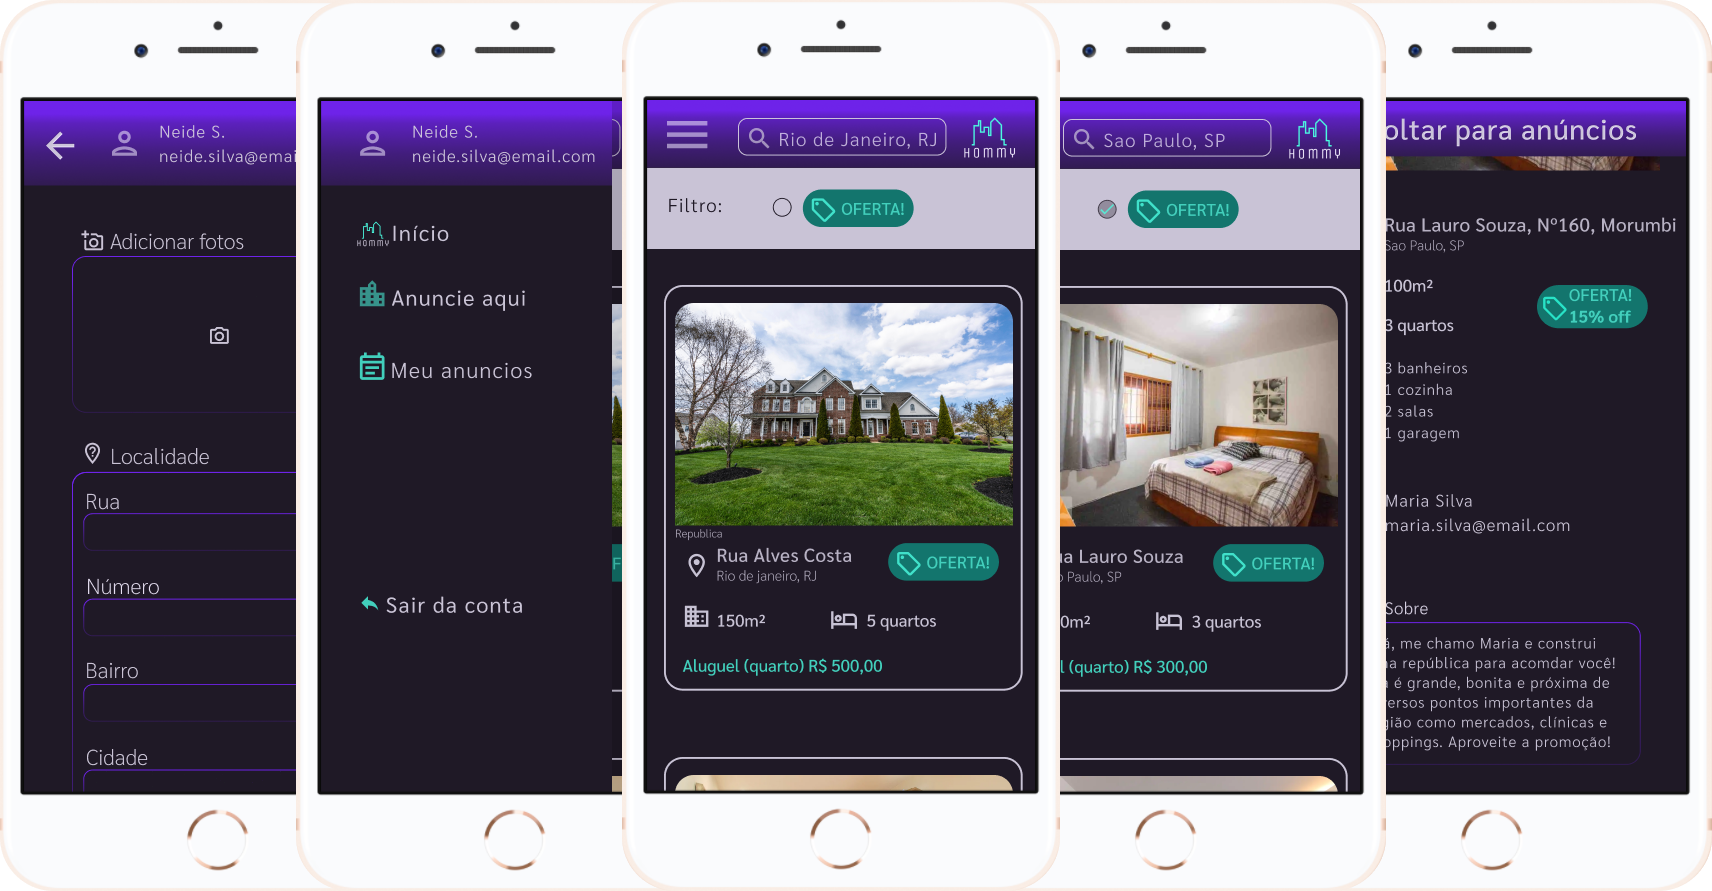 Neide S.
neide.silva@emai
Adicionar fotos
Localidade
Rua
Número
Bairro
Cidade
Neide S.
neide.silva@email.com
HOMMY
Início
Anuncie aqui
Meu anuncios
Sair da conta
Rio de Janeiro, RJ
HOMMY
Filtro:
OFERTA!
Republica
Rua Alves Costa
Rio de janeiro, RJ
OFERTA!
150m²
5 quartos
Aluguel (quarto) R$ 500,00
Sao Paulo, SP
HOMMY
OFERTA!
ua Lauro Souza
o Paulo, SP
OFERTA!
0m²
3 quartos
l (quarto) R$ 300,00
oltar para anúncios
Rua Lauro Souza, Nº160, Morumbi
Sao Paulo, SP
100m²
OFERTA!
15% off
3 quartos
3 banheiros
1 cozinha
2 salas
1 garagem
Maria Silva
maria.silva@email.com
Sobre
á, me chamo Maria e construi
na república para acomdar você!
a é grande, bonita e próxima de
versos pontos importantes da
gião como mercados, clínicas e
oppings. Aproveite a promoção!